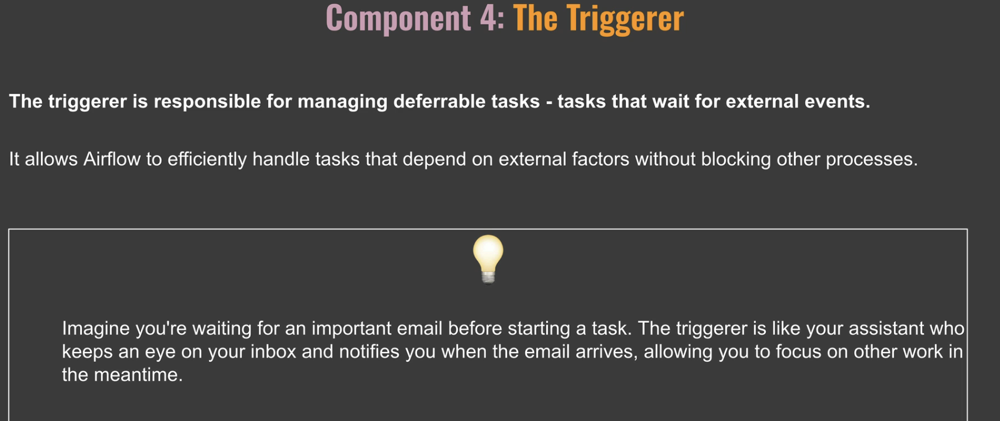 Component 4: The Triggerer
The triggerer is responsible for managing deferrable tasks - tasks that wait for external events.
It allows Airflow to efficiently handle tasks that depend on external factors without blocking other processes.
Imagine you're waiting for an important email before starting a task. The triggerer is like your assistant who
keeps an eye on your inbox and notifies you when the email arrives, allowing you to focus on other work in
the meantime.